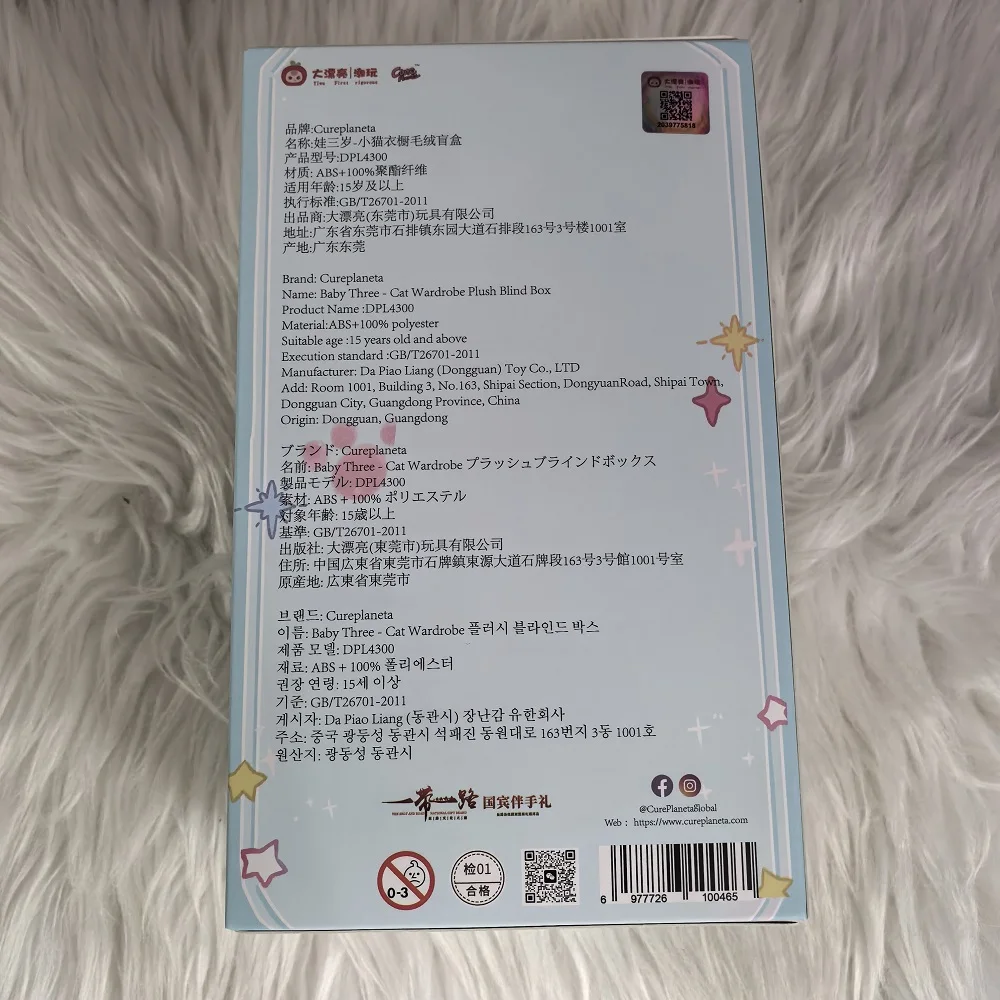 大漂亮|潮玩
Yiwu First vigorous
大漂亮|潮玩
2639775818
品牌:Cureplaneta
名称:娃三岁-小猫衣橱毛绒盲盒
产品型号:DPL4300
材质: ABS+100%聚酯纤维
适用年龄:15岁及以上
执行标准:GB/T26701-2011
出品商:大漂亮(东莞市)玩具有限公司
地址:广东省东莞市石排镇东园大道石排段163号3号楼1001室
产地:广东东莞
Brand: Cureplaneta
Name: Baby Three - Cat Wardrobe Plush Blind Box
Product Name :DPL4300
Material:ABS+100% polyester
Suitable age :15 years old and above
Execution standard :GB/T26701-2011
Manufacturer: Da Piao Liang (Dongguan) Toy Co., LTD
Add: Room 1001, Building 3, No.163, Shipai Section, DongyuanRoad, Shipai Town,
Dongguan City, Guangdong Province, China
Origin: Dongguan, Guangdong
ブランド: Cureplaneta
名前: Baby Three - Cat Wardrobe プラッシュブラインドボックス
製品モデル: DPL4300
素材: ABS + 100% ポリエステル
対象年齢: 15歳以上
基準: GB/T26701-2011
出版社: 大漂亮(東莞市)玩具有限公司
住所: 中国広東省東莞市石牌鎮東源大道石牌段163号3号館1001号室
原産地: 広東省東莞市
브랜드: Cureplaneta
이름: Baby Three - Cat Wardrobe 플러시 블라인드 박스
제품 모델: DPL4300
재료: ABS + 100% 폴리에스터
권장 연령: 15세 이상
기준: GB/T26701-2011
게시자: Da Piao Liang (동관시) 장난감 유한회사
주소: 중국 광둥성 동관시 석패진 동원대로 163번지 3동 1001호
원산지: 광동성 동관시
一带一路 国宾伴手礼
@CurePlanetaGlobal
Web： https://www.cureplaneta.com
0-3
检01
合格
6 977726 100465